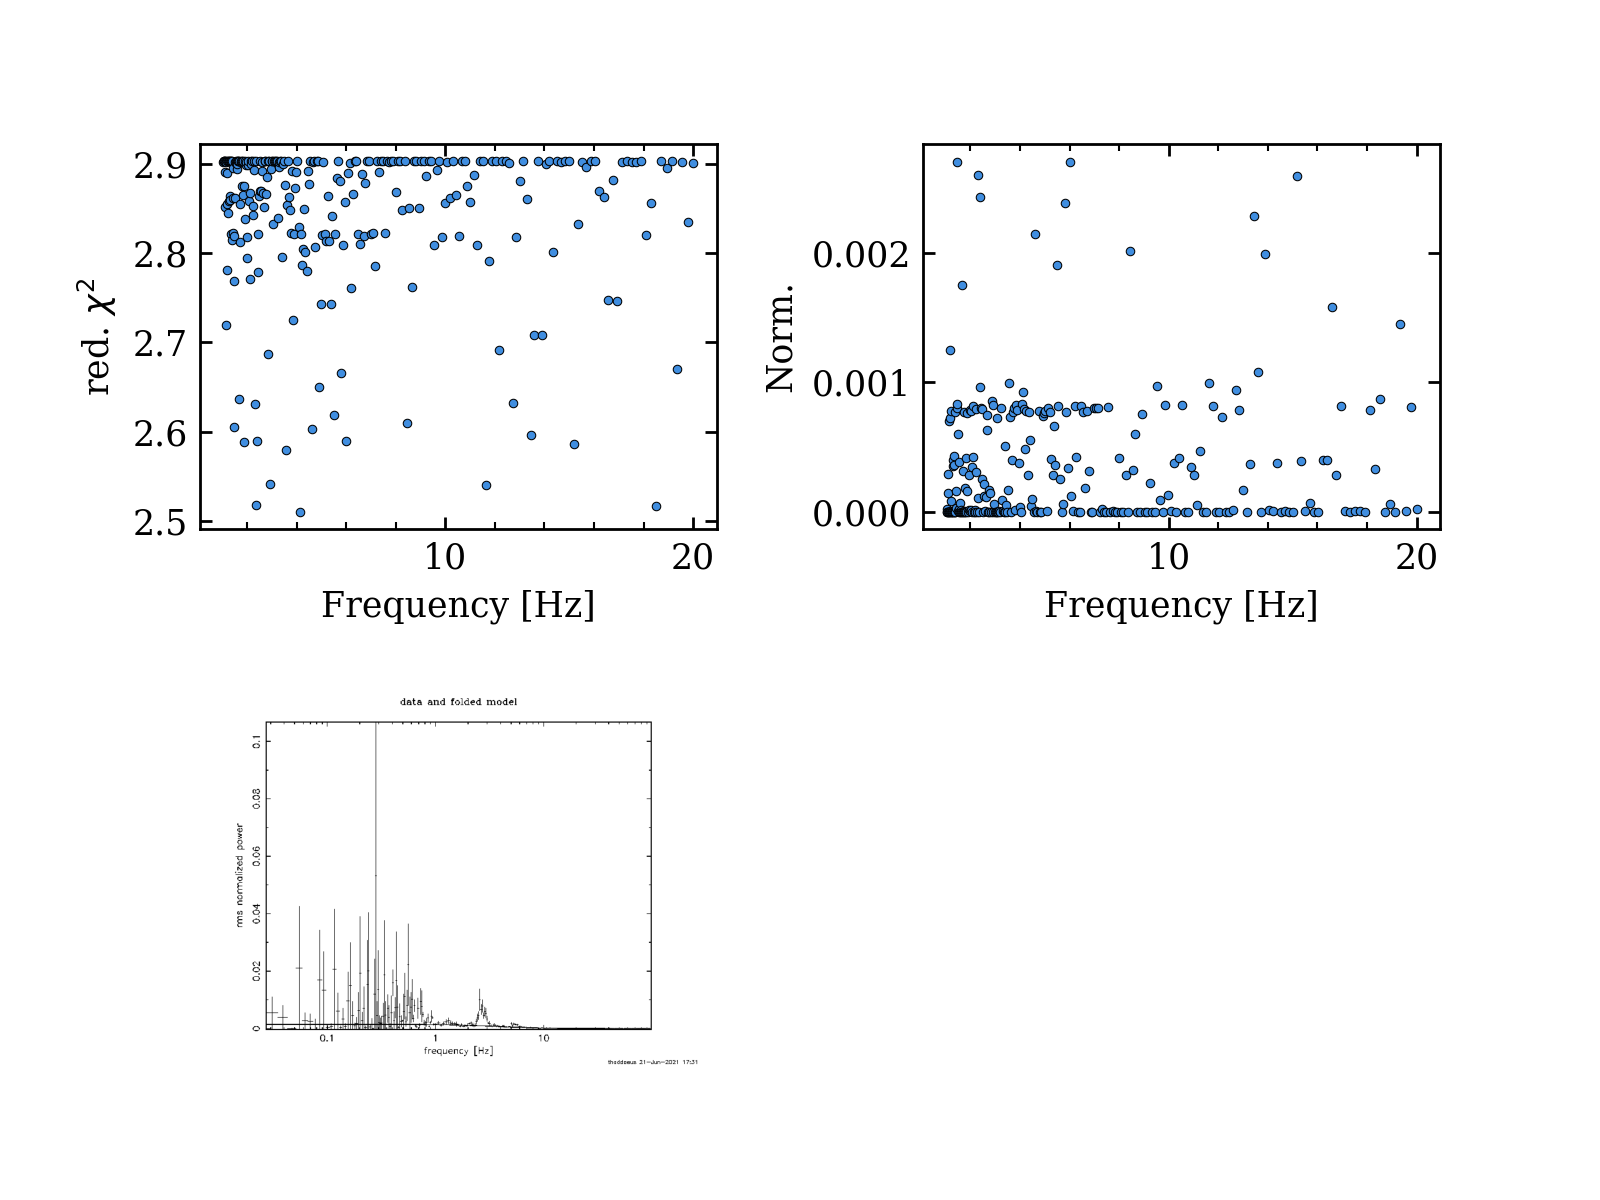 2.9
2.8
2.7
2.6
2.5
red. χ²
10 20
Frequency [Hz]
0.002
0.001
0.000
Norm.
10 20
Frequency [Hz]
data and folded model
0.1
0.08
0.06
0.04
0.02
0
rms normalized power
0.1 1 10
frequency [Hz]
thaddaeus 21-Jun-2021 17:31